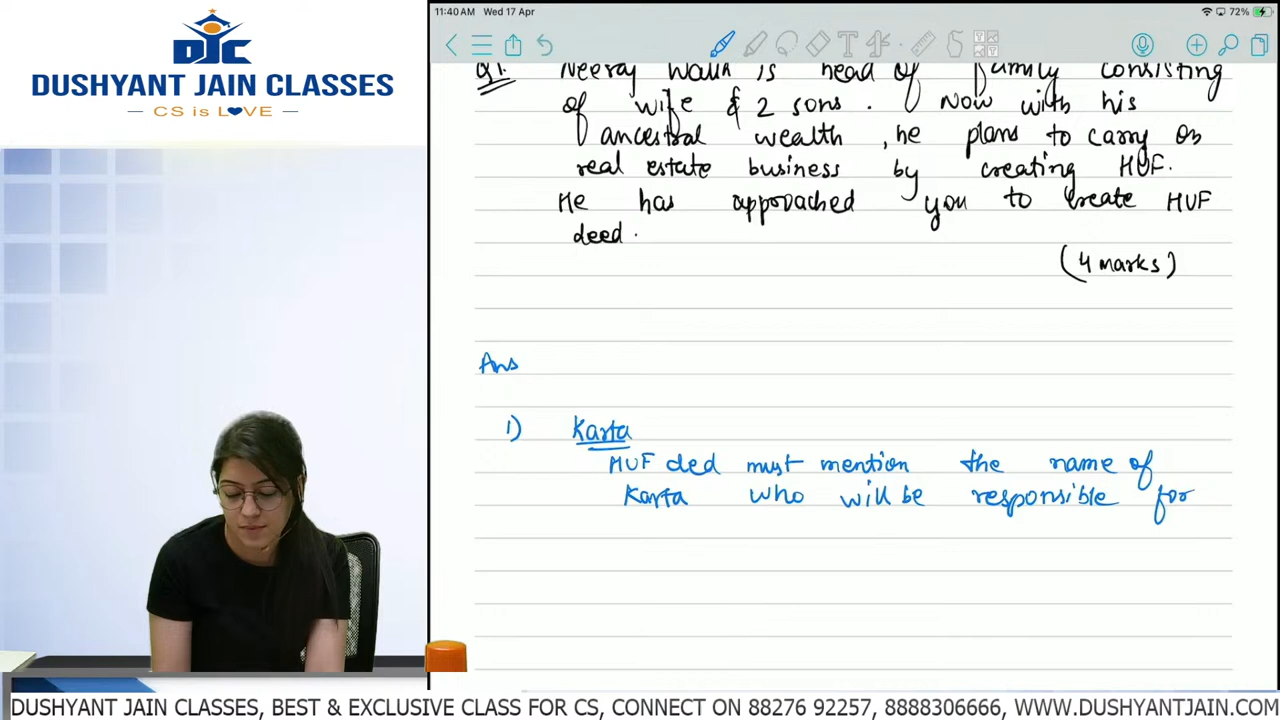 DJC
DUSHYANT JAIN CLASSES
CS is L VE
11:40 AM Wed 17 Apr
72%
Q1. Neeraj Walia is head of family consisting
of wife & 2 sons. Now with his
ancestral wealth, he plans to carry on
real estate business by creating HUF.
He has approached you to create HUF
deed.
(4 marks)
Ans
1) Karta
HUF ded must mention the name of
Karta who will be responsible for
DUSHYANT JAIN CLASSES, BEST & EXCLUSIVE CLASS FOR CS, CONNECT ON 88276 92257, 8888306666, WWW.DUSHYANTJAIN.COM